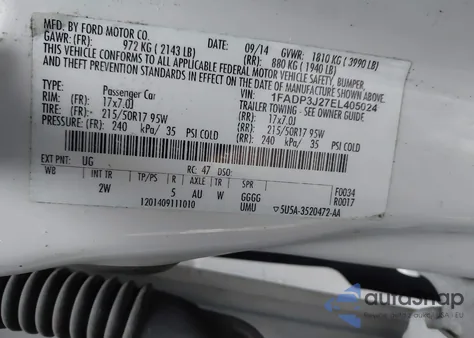 MFD. BY FORD MOTOR CO.
DATE: 09/14 GVWR: 1810 KG (3990 LB)
GAWR: (FR): 972 KG (2143 LB) (RR): 880 KG (1940 LB)
THIS VEHICLE CONFORMS TO ALL APPLICABLE FEDERAL MOTOR VEHICLE SAFETY, BUMPER,
AND THEFT PREVENTION STANDARDS IN EFFECT ON THE DATE OF MANUFACTURE SHOWN ABOVE.
VIN: 1FADP3J27EL405024
TYPE: Passenger Car TRAILER TOWING - SEE OWNER GUIDE
RIMS: (FR): 17x7.0J (RR): 17x7.0J
TIRES: (FR): 215/50R17 95W (RR): 215/50R17 95W
PRESSURE: (FR): 240 kPa/ 35 PSI COLD (RR): 240 kPa/ 35 PSI COLD
EXT PNT: UG RC: 47 DSO:
WB INT TR TP/PS R AXLE TR SPR F0034
2W 5 AU W GGGG R0017
1201409111010 UMU 5U5A-3520472-AA
autosnap